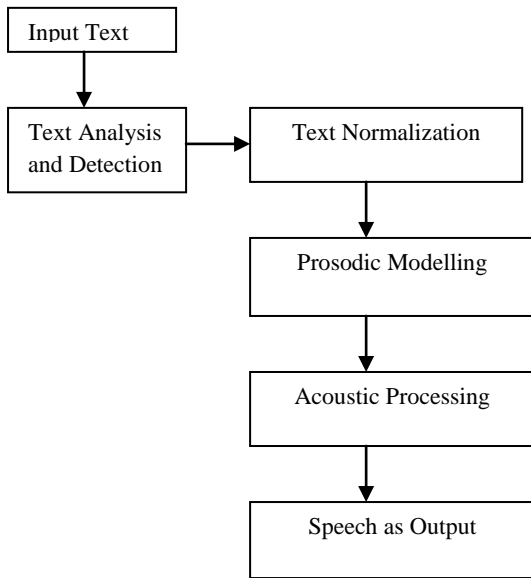 Input Text
Text Analysis
and Detection
Text Normalization
Prosodic Modelling
Acoustic Processing
Speech as Output